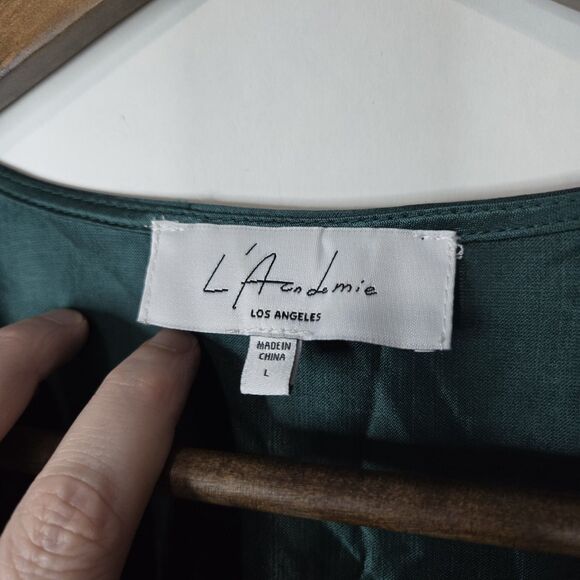 L'Academie
LOS ANGELES
MADE IN
CHINA
L